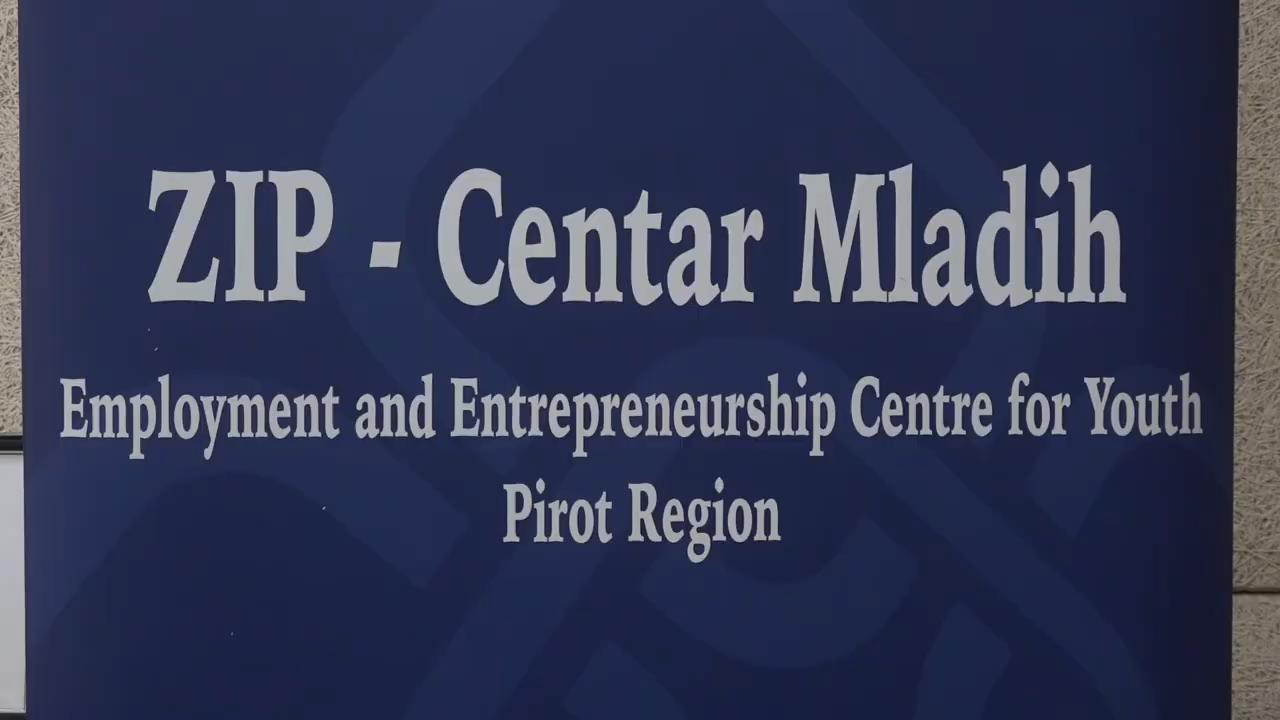 ZIP - Centar Mladih
Employment and Entrepreneurship Centre for Youth
Pirot Region